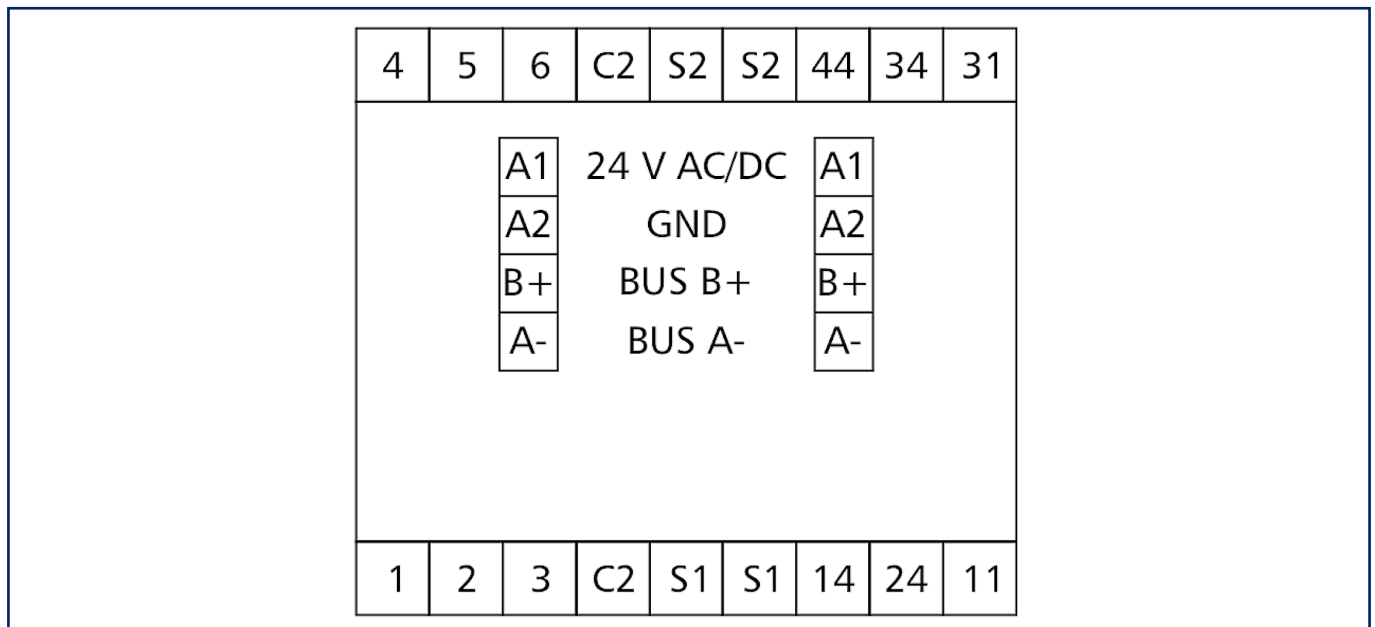 4 5 6 C2 S2 S2 44 34 31
A1 24 V AC/DC A1
A2 GND A2
B+ BUS B+ B+
A- BUS A- A-
1 2 3 C2 S1 S1 14 24 11